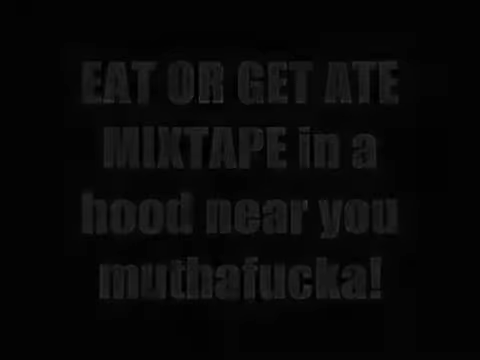 EAT OR GET ATE
MIXTAPE in a
hood near you
muthafucka!